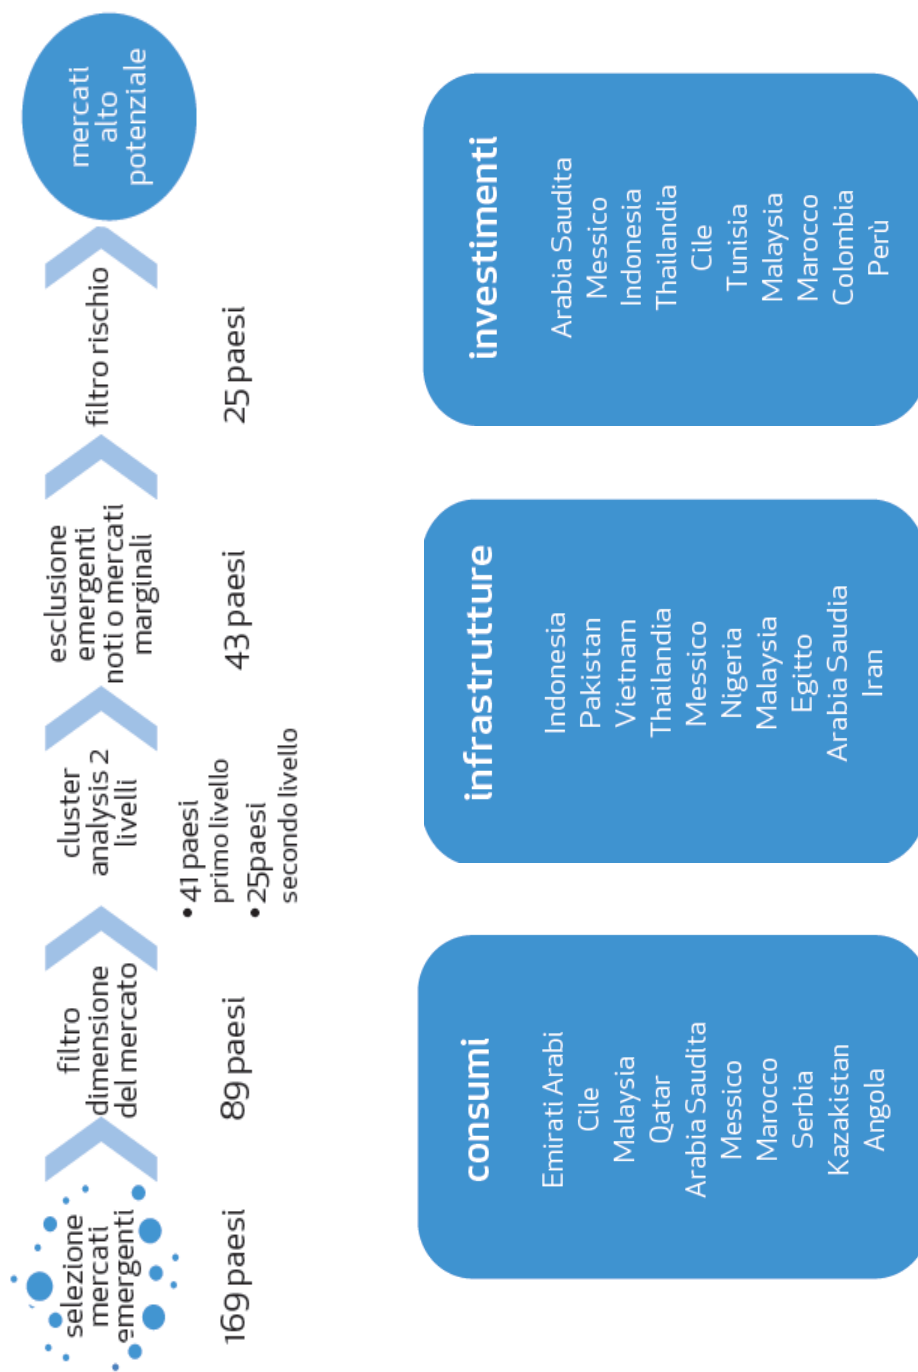 selezione
mercati
emergenti
169 paesi
filtro
dimensione
del mercato
89 paesi
cluster
analysis 2
livelli
• 41 paesi
primo livello
• 25paesi
secondo livello
esclusione
emergenti
noti o mercati
marginali
43 paesi
filtro rischio
25 paesi
mercati
alto
potenziale
consumi
Emirati Arabi
Cile
Malaysia
Qatar
Arabia Saudita
Messico
Marocco
Serbia
Kazakistan
Angola
infrastrutture
Indonesia
Pakistan
Vietnam
Thailandia
Messico
Nigeria
Malaysia
Egitto
Arabia Saudia
Iran
investimenti
Arabia Saudita
Messico
Indonesia
Thailandia
Cile
Tunisia
Malaysia
Marocco
Colombia
Perù